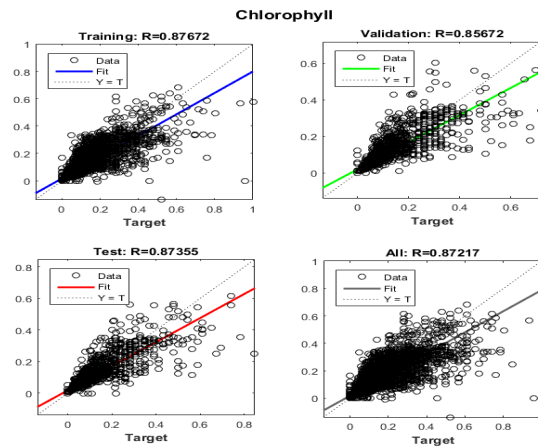 Chlorophyll
Training: R=0.87672
Data
Fit
Y = T
1
0.8
0.6
0.4
0.2
0
0 0.2 0.4 0.6 0.8 1
Target
Validation: R=0.85672
Data
Fit
Y = T
0.6
0.4
0.2
0
0 0.2 0.4 0.6
Target
Test: R=0.87355
Data
Fit
Y = T
0.8
0.6
0.4
0.2
0
0 0.2 0.4 0.6 0.8
Target
All: R=0.87217
Data
Fit
Y = T
1
0.8
0.6
0.4
0.2
0
0 0.2 0.4 0.6 0.8
Target